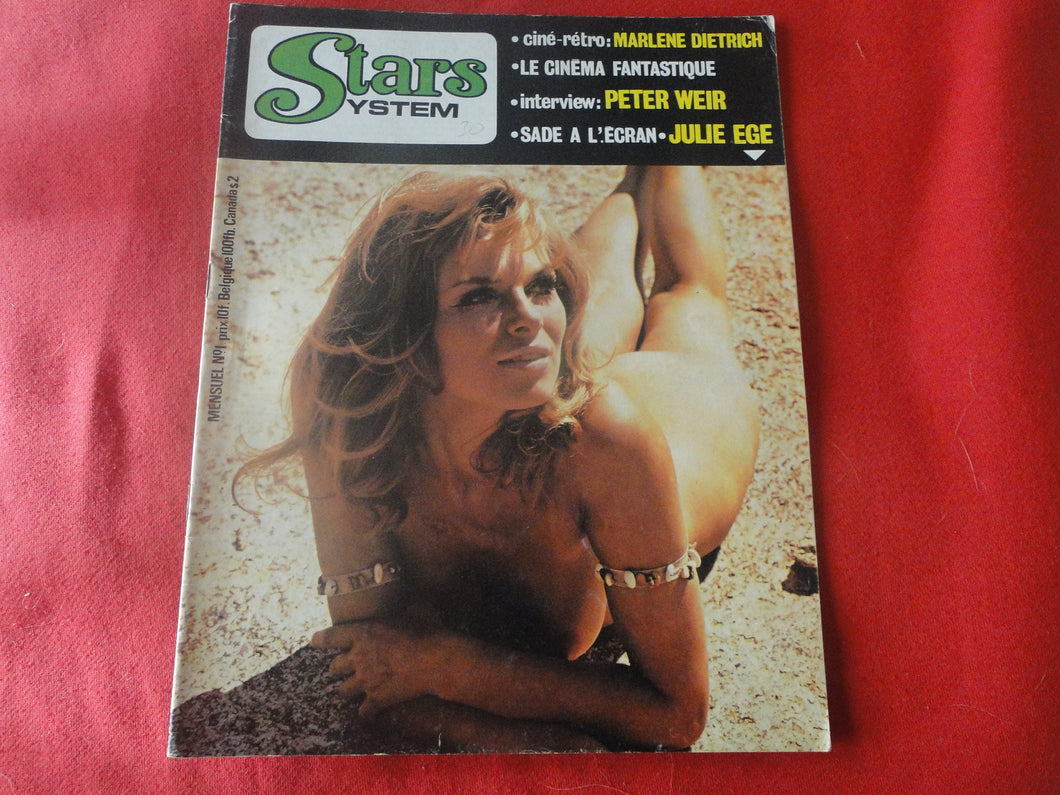 Stars
YSTEM
30
• ciné-rétro: MARLENE DIETRICH
• LE CINÉMA FANTASTIQUE
• interview: PETER WEIR
• SADE A L'ÉCRAN • JULIE EGE
MENSUEL Nº1 prix 10f. Belgique 100fb. Canada $2